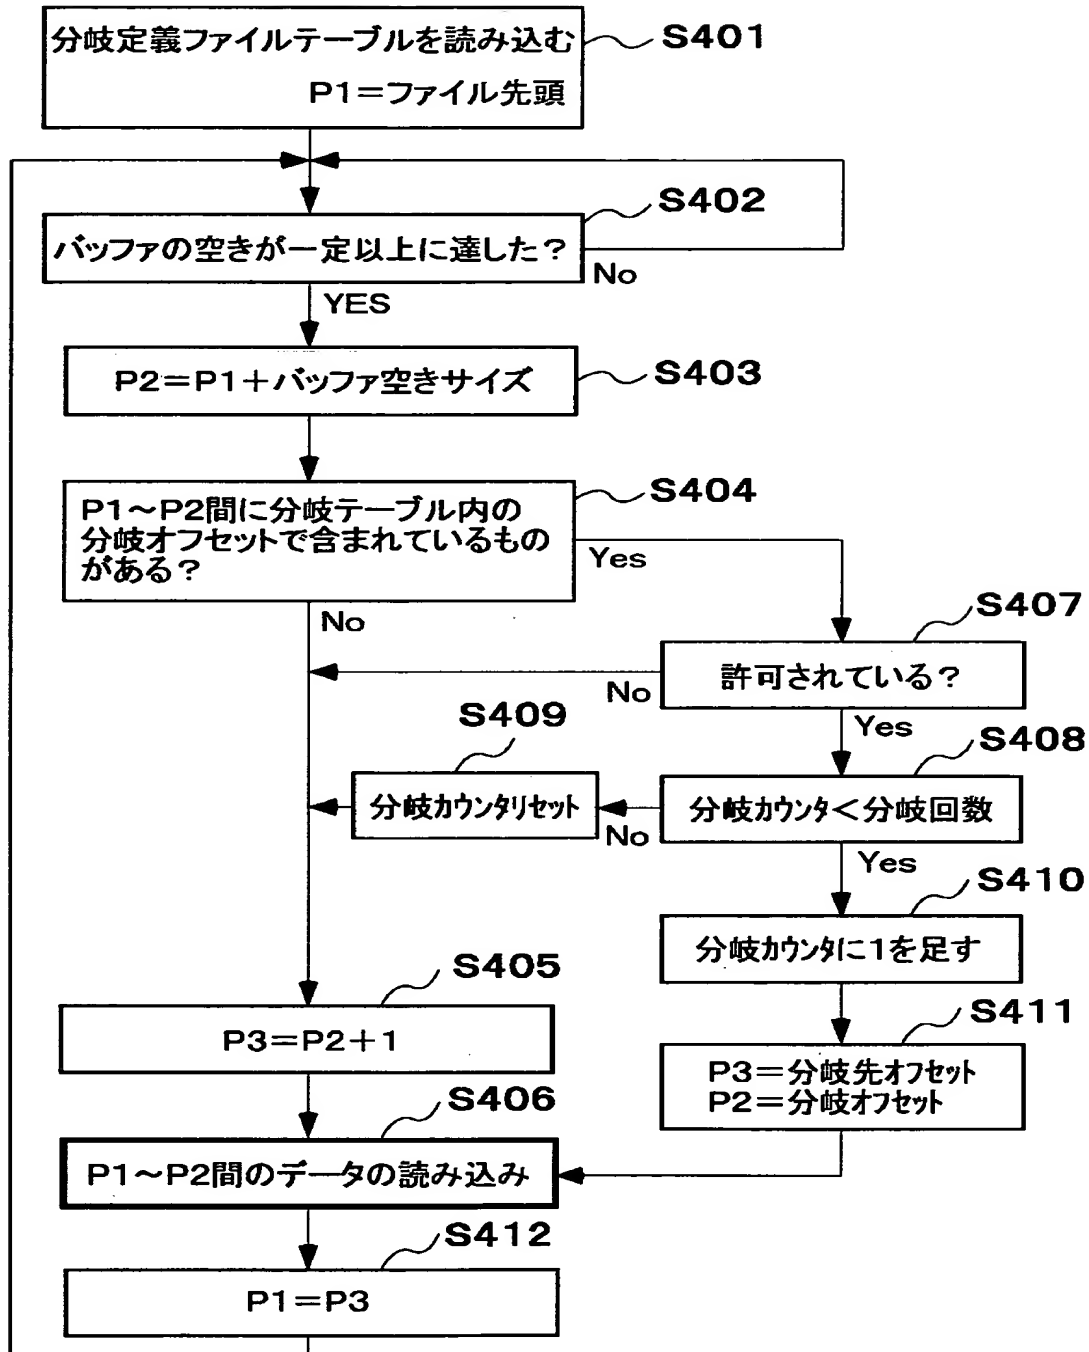 分岐定義ファイルテーブルを読み込む
P1=ファイル先頭
S401
S402
バッファの空きが一定以上に達した?
No
YES
P2=P1+バッファ空きサイズ
S403
S404
P1~P2間に分岐テーブル内の
分岐オフセットで含まれているもの
がある?
Yes
No
S407
許可されている?
No
Yes
S409
S408
分岐カウンタリセット
分岐カウンタ<分岐回数
No
Yes
S410
分岐カウンタに1を足す
S405
P3=P2+1
S411
P3=分岐先オフセット
P2=分岐オフセット
S406
P1~P2間のデータの読み込み
S412
P1=P3